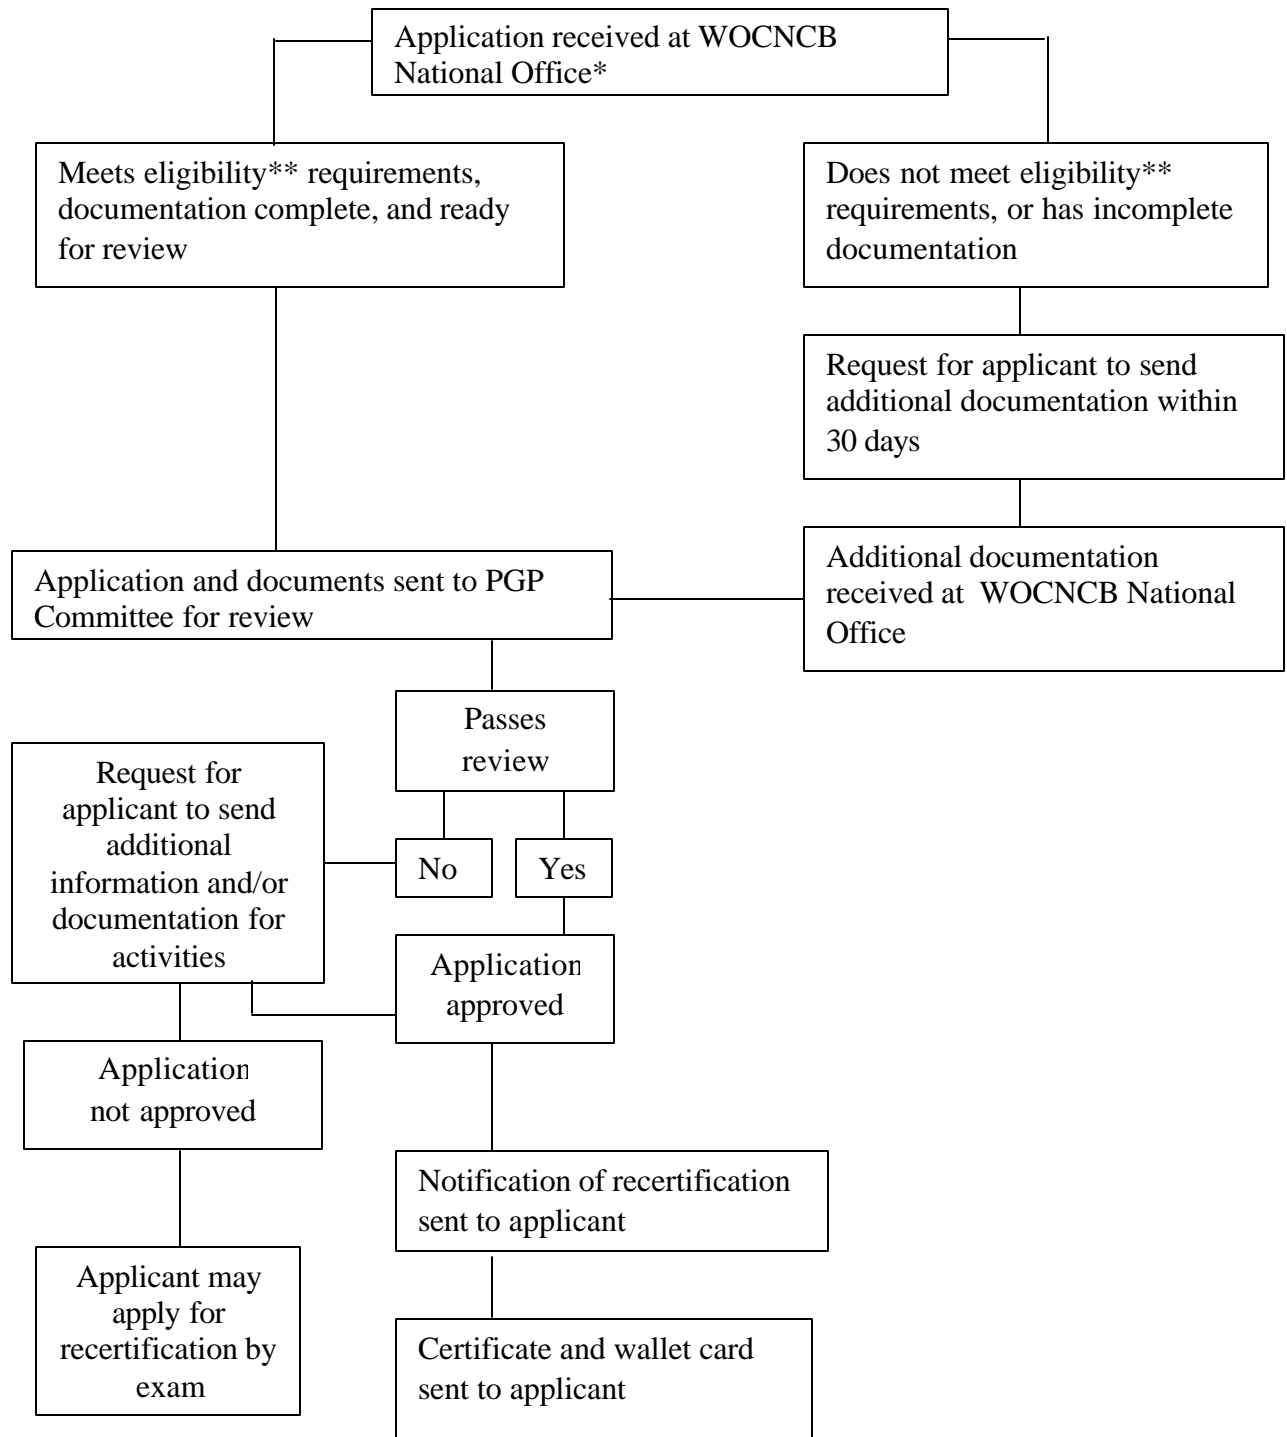 Application received at WOCNCB
National Office*
Meets eligibility** requirements,
documentation complete, and ready
for review
Does not meet eligibility**
requirements, or has incomplete
documentation
Request for applicant to send
additional documentation within
30 days
Additional documentation
received at WOCNCB National
Office
Application and documents sent to PGP
Committee for review
Passes
review
No
Yes
Request for
applicant to send
additional
information and/or
documentation for
activities
Application
approved
Application
not approved
Notification of recertification
sent to applicant
Applicant may
apply for
recertification by
exam
Certificate and wallet card
sent to applicant